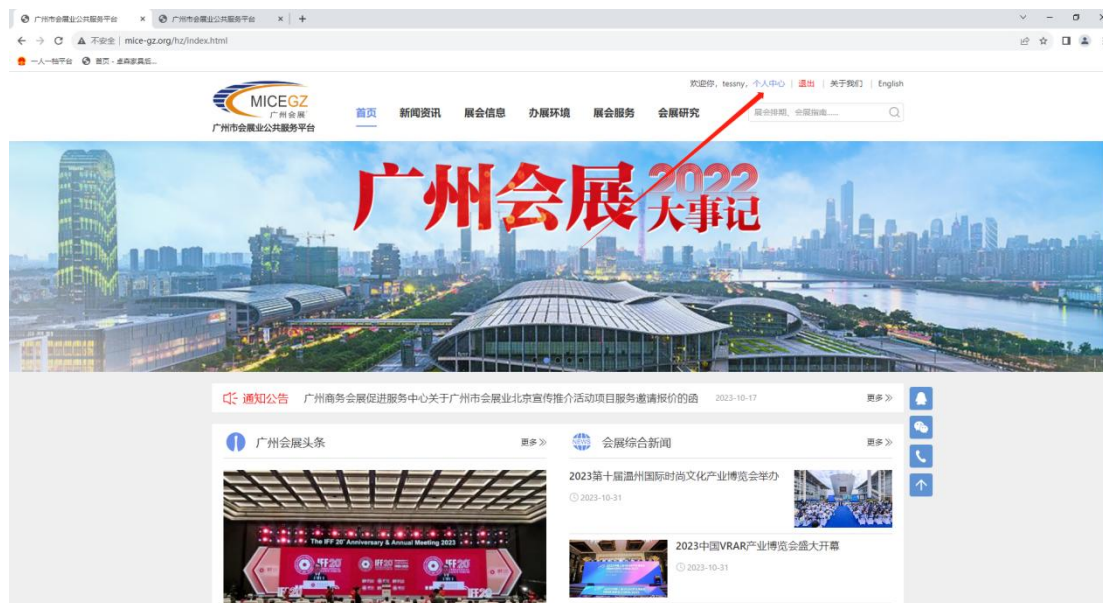 广州市会展业公共服务平台
广州市会展业公共服务平台
不安全 | mice-gz.org/hz/index.html
一人一档平台
欢迎你, tessny, 个人中心 | 退出 | 关于我们 | English
MICEGZ
广州会展
广州市会展业公共服务平台
首页 新闻资讯 展会信息 办展环境 展会服务 会展研究
展会排期、会展指南......
广州会展 2022
大事记
通知公告 广州商务会展促进服务中心关于广州市会展业北京宣传推介活动项目服务邀请报价的函 2023-10-17 更多
广州会展头条 更多
NEWS 会展综合新闻 更多
2023第十届温州国际时尚文化产业博览会举办
2023-10-31
The IFF 20th Anniversary & Annual Meeting 2023
IFF20
2023中国VRAR产业博览会盛大开幕
2023-10-31